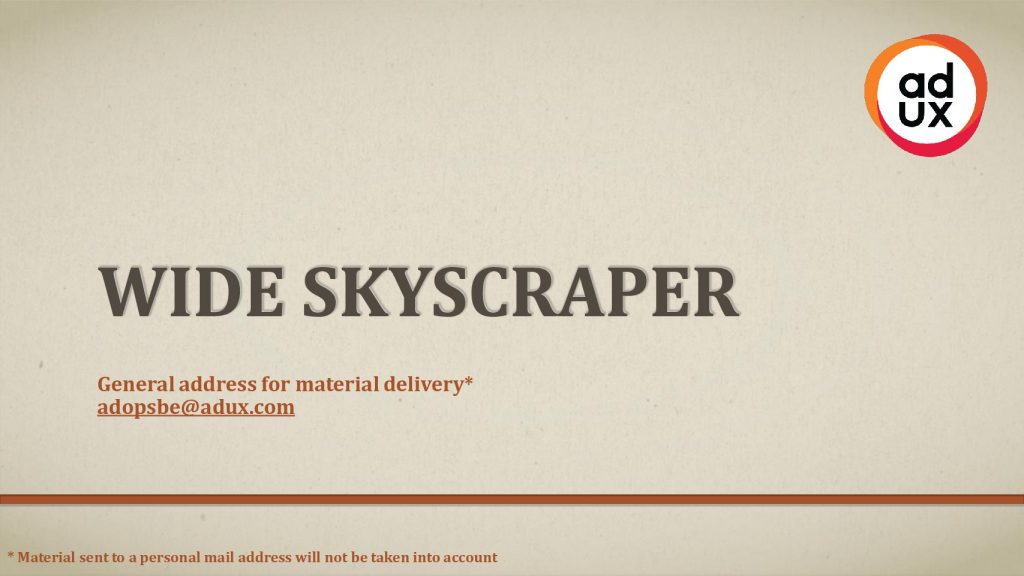 ad
ux
WIDE SKYSCRAPER
General address for material delivery*
adopsbe@adux.com
* Material sent to a personal mail address will not be taken into account